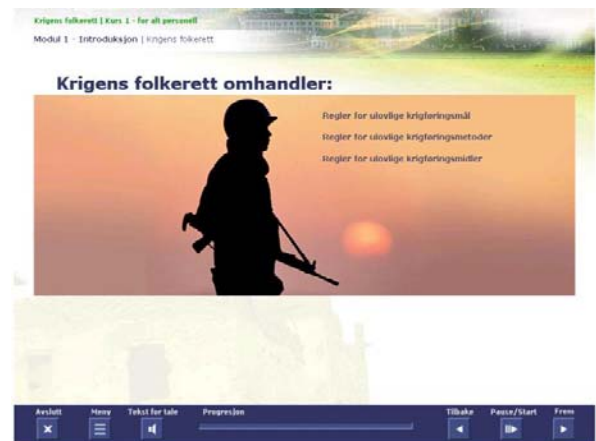 Krigens folkerett | Kurs 1 - for alt personell
Modul 1 - Introduksjon | Krigens folkerett
Krigens folkerett omhandler:
Regler for ulovlige krigføringsmål
Regler for ulovlige krigføringsmetoder
Regler for ulovlige krigføringsmidler
Avslutt Meny Tekst for tale Progresjon Tilbake Pause/Start Frem